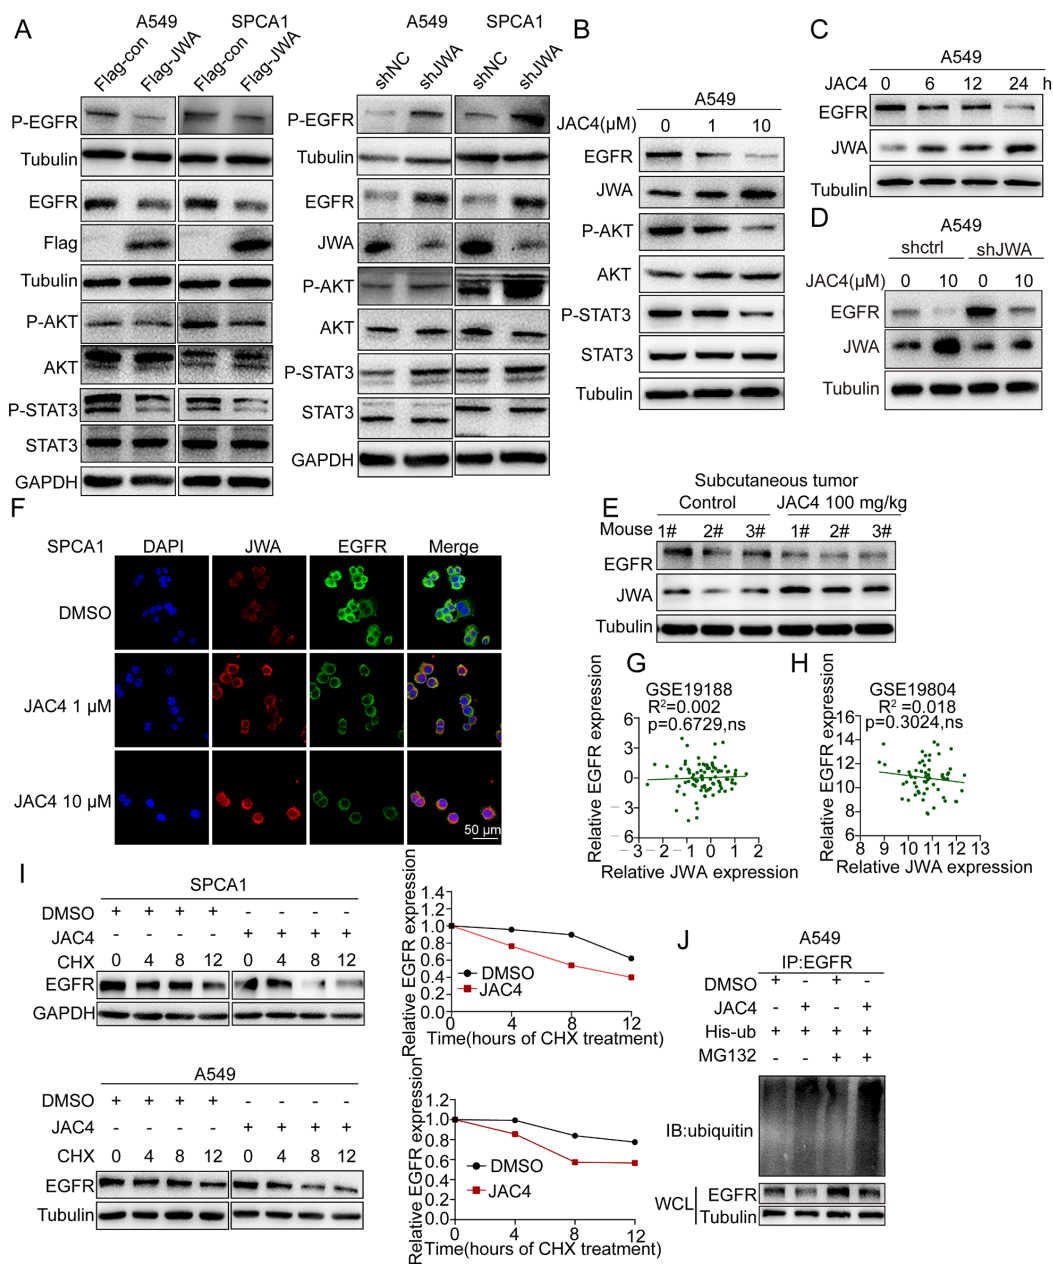 A
A549 SPCA1
Flag-con Flag-JWA Flag-con Flag-JWA
P-EGFR
Tubulin
EGFR
Flag
Tubulin
P-AKT
AKT
P-STAT3
STAT3
GAPDH
A549 SPCA1
shNC shJWA shNC shJWA
P-EGFR
Tubulin
EGFR
JWA
P-AKT
AKT
P-STAT3
STAT3
GAPDH
B
A549
JAC4(μM) 0 1 10
EGFR
JWA
P-AKT
AKT
P-STAT3
STAT3
Tubulin
C
A549
JAC4 0 6 12 24 h
EGFR
JWA
Tubulin
D
A549
shctrl shJWA
JAC4(μM) 0 10 0 10
EGFR
JWA
Tubulin
E
Subcutaneous tumor
Control JAC4 100 mg/kg
Mouse 1# 2# 3# 1# 2# 3#
EGFR
JWA
Tubulin
F
SPCA1 DAPI JWA EGFR Merge
DMSO
JAC4 1 μM
JAC4 10 μM
50 μm
G
GSE19188
R²=0.002
p=0.6729,ns
Relative EGFR expression
6
3
0
−3
−6
−3 −2 −1 0 1 2
Relative JWA expression
H
GSE19804
R² =0.018
p=0.3024,ns
Relative EGFR expression
16
14
12
10
8
6
8 9 10 11 12 13
Relative JWA expression
I
SPCA1
DMSO + + + + - - - -
JAC4 - - - - + + + +
CHX 0 4 8 12 0 4 8 12
EGFR
GAPDH
Relative EGFR expression
1.4
1.2
1.0
0.8
0.6
0.4
0.2
0.0
DMSO
JAC4
0 4 8 12
Time(hours of CHX treatment)
A549
DMSO + + + + - - - -
JAC4 - - - - + + + +
CHX 0 4 8 12 0 4 8 12
EGFR
Tubulin
Relative EGFR expression
1.2
1.0
0.8
0.6
0.4
0.2
0.0
DMSO
JAC4
0 4 8 12
Time(hours of CHX treatment)
J
A549
IP:EGFR
DMSO + - + -
JAC4 - + - +
His-ub + + + +
MG132 - - + +
IB:ubiquitin
WCL
EGFR
Tubulin